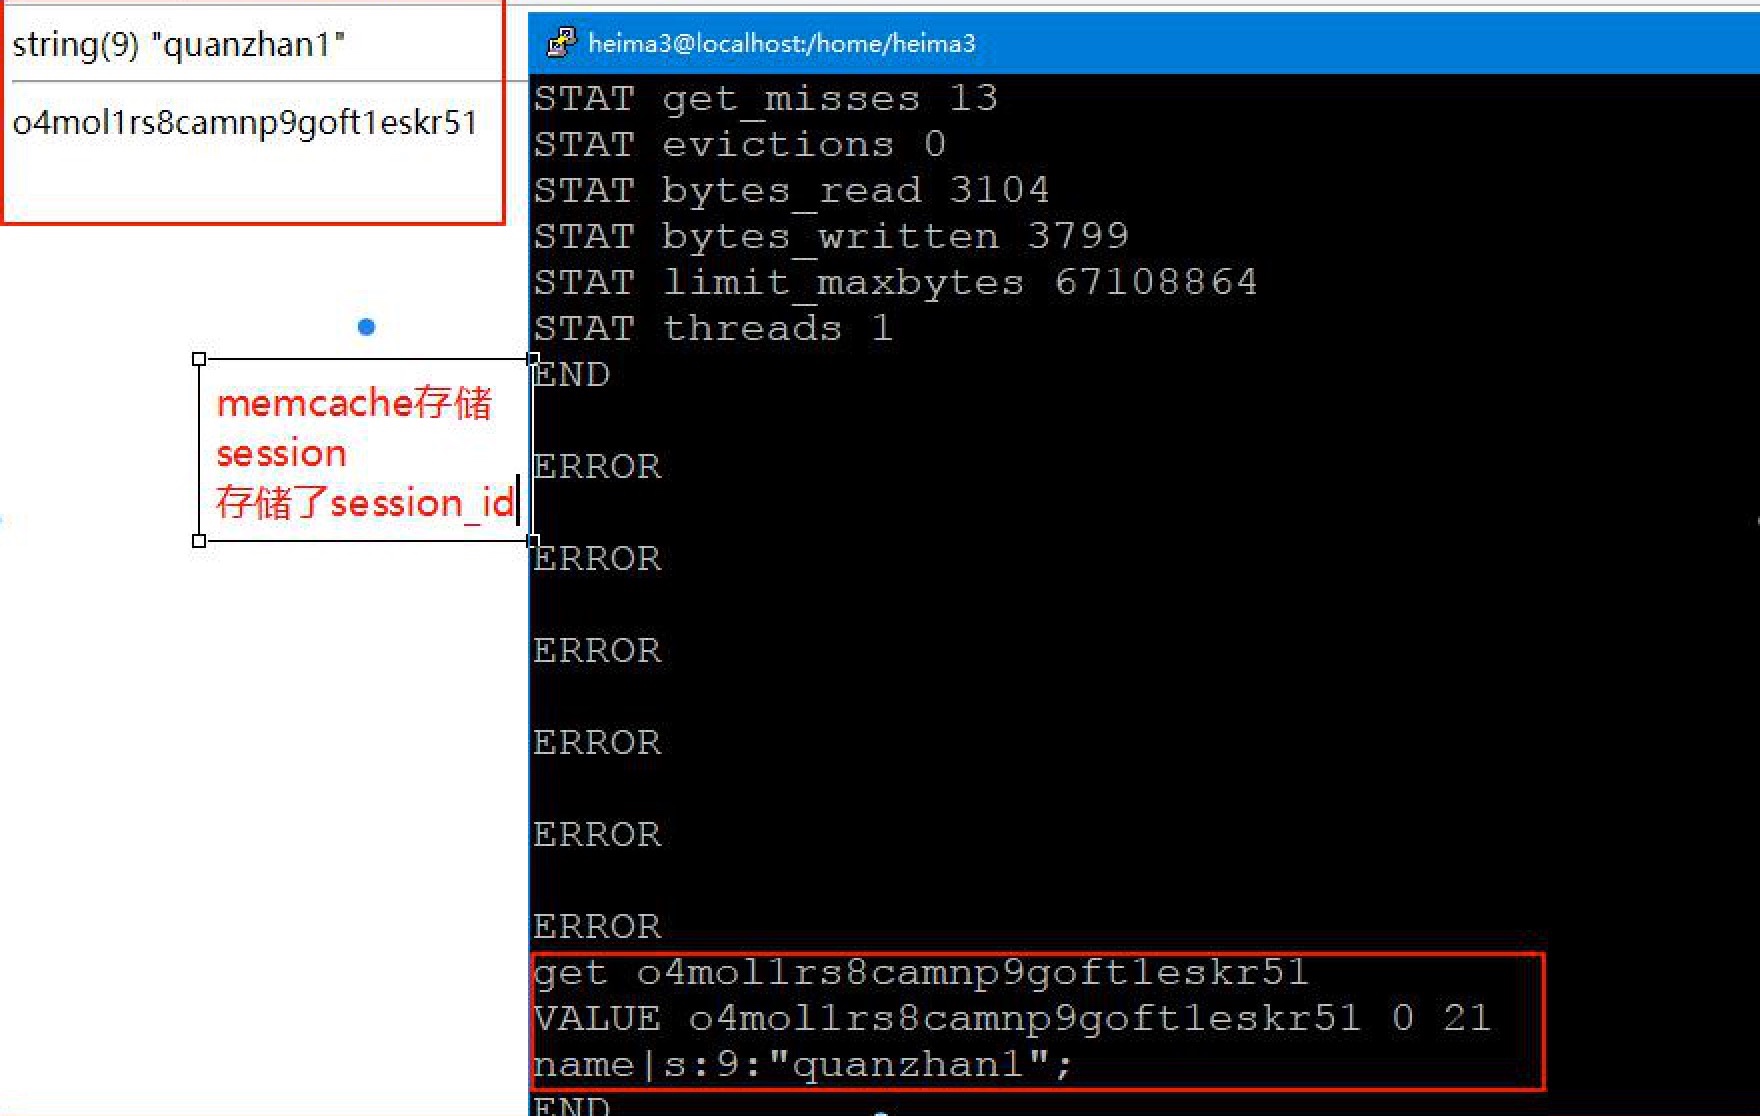 string(9) "quanzhan1"
o4mol1rs8camnp9goft1eskr51
memcache存储
session
存储了session_id
heima3@localhost:/home/heima3
STAT get_misses 13
STAT evictions 0
STAT bytes_read 3104
STAT bytes_written 3799
STAT limit_maxbytes 67108864
STAT threads 1
END
ERROR
ERROR
ERROR
ERROR
ERROR
ERROR
get o4mol1rs8camnp9goft1eskr51
VALUE o4mol1rs8camnp9goft1eskr51 0 21
name|s:9:"quanzhan1";
END